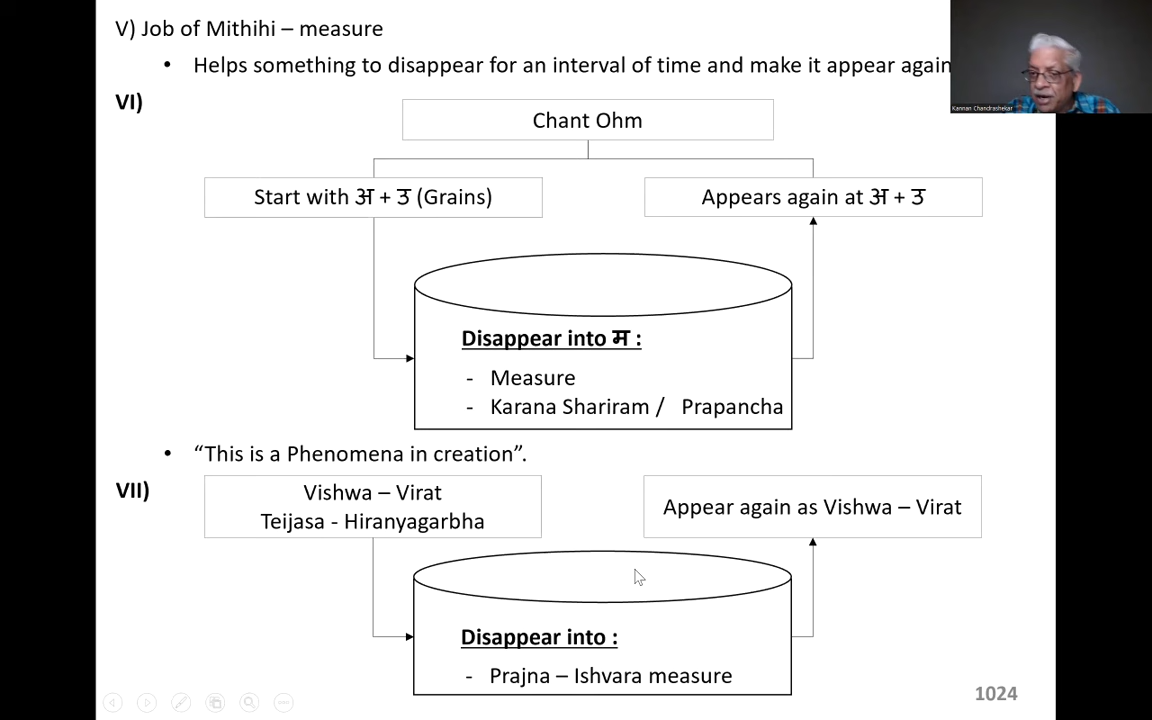 V) Job of Mithihi – measure
• Helps something to disappear for an interval of time and make it appear again
Kannan Chandrashekar
VI)
Chant Ohm
Start with अ + उ (Grains)
Appears again at अ + उ
Disappear into म :
- Measure
- Karana Shariram / Prapancha
• “This is a Phenomena in creation”.
VII)
Vishwa – Virat
Teijasa - Hiranyagarbha
Appear again as Vishwa – Virat
Disappear into :
- Prajna – Ishvara measure
1024